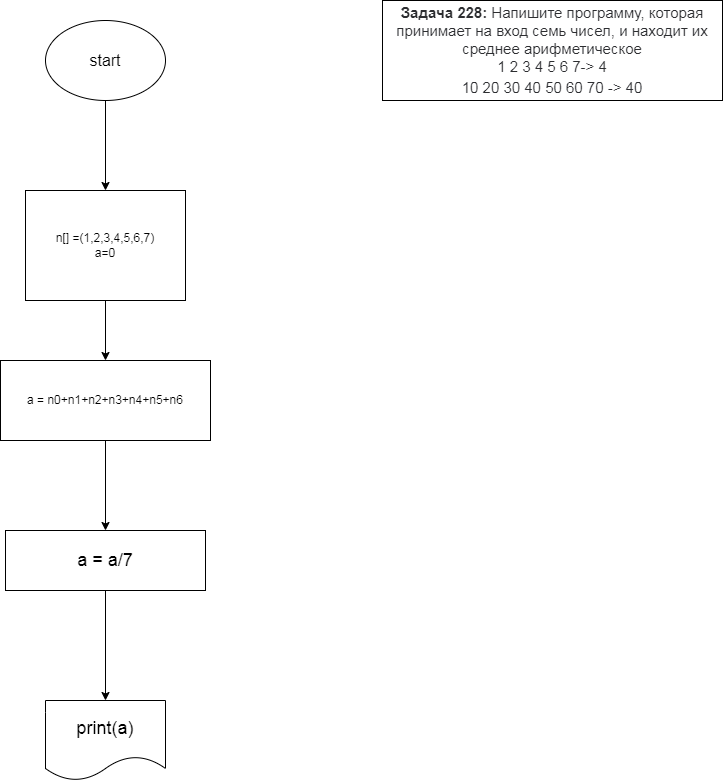 start
Задача 228: Напишите программу, которая
принимает на вход семь чисел, и находит их
среднее арифметическое
1 2 3 4 5 6 7-> 4
10 20 30 40 50 60 70 -> 40
n[] =(1,2,3,4,5,6,7)
a=0
a = n0+n1+n2+n3+n4+n5+n6
a = a/7
print(a)